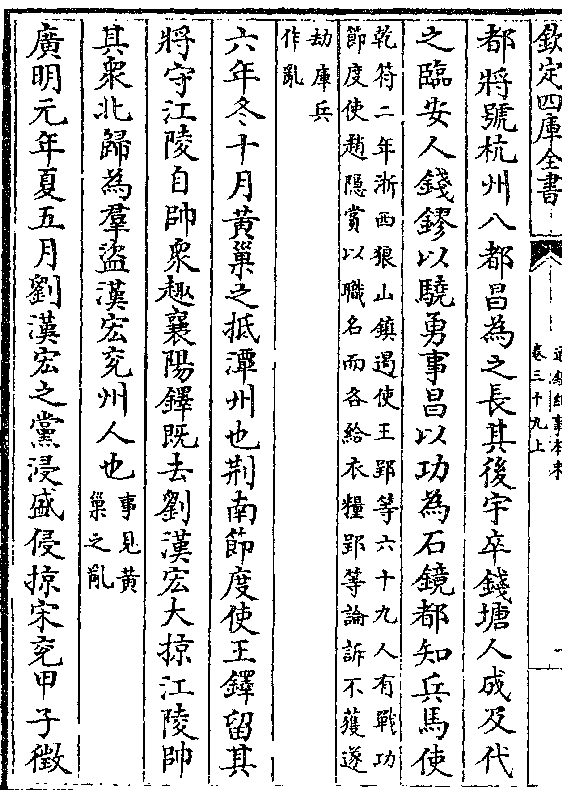 欽定四庫全書
通鑑紀事本末
卷三十九上
都將號杭州八都昌為之長其後宇卒錢塘人成及代
之臨安人錢鏐以驍勇事昌以功為石鏡都知兵馬使
乾符二年浙西狼山鎮遏使王郢等六十九人有戰功
節度使趙隱賞以職名而各給衣糧郢等論訴不獲遂
劫庫兵
作亂
六年冬十月黃巢之抵潭州也荆南節度使王鐸留其
將守江陵自帥衆趣襄陽鐸既去劉漢宏大掠江陵帥
其衆北歸為羣盜漢宏兖州人也
事見黃
巢之亂
廣明元年夏五月劉漢宏之黨浸盛侵掠宋兖甲子徵